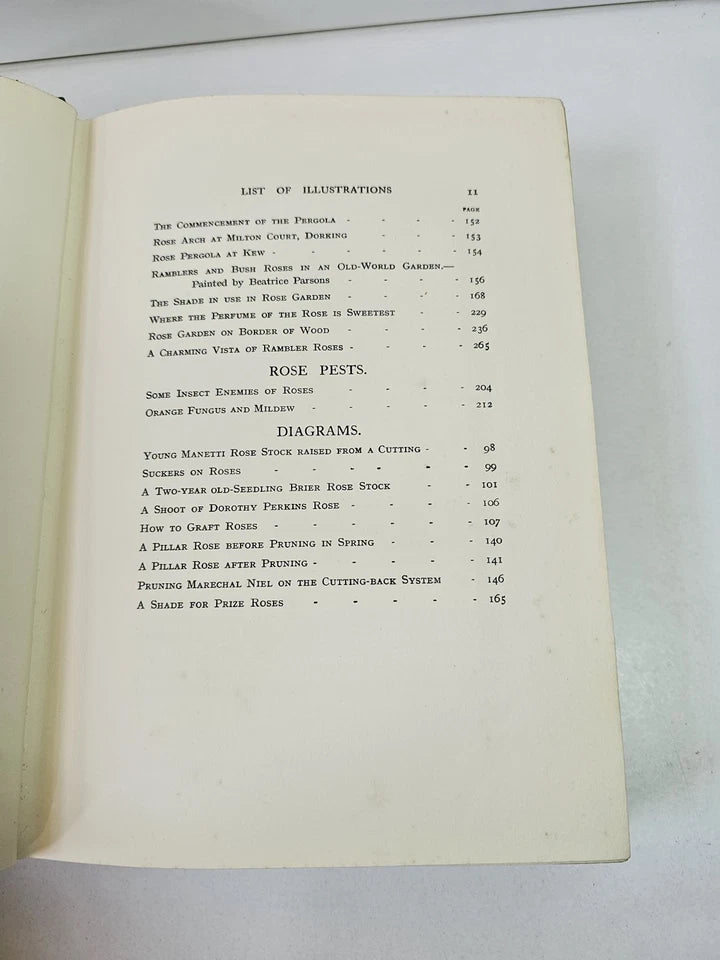 LIST OF ILLUSTRATIONS 11
PAGE
The Commencement of the Pergola - - - - 152
Rose Arch at Milton Court, Dorking - - - 153
Rose Pergola at Kew - - - - - - 154
Ramblers and Bush Roses in an Old-World Garden.—
Painted by Beatrice Parsons - - - - 156
The Shade in use in Rose Garden - - - - 168
Where the Perfume of the Rose is Sweetest - - 229
Rose Garden on Border of Wood - - - - 236
A Charming Vista of Rambler Roses - - - - 265
ROSE PESTS.
Some Insect Enemies of Roses - - - - 204
Orange Fungus and Mildew - - - - - 212
DIAGRAMS.
Young Manetti Rose Stock raised from a Cutting - - 98
Suckers on Roses - - - - - - 99
A Two-year old-Seedling Brier Rose Stock - - 101
A Shoot of Dorothy Perkins Rose - - - - 106
How to Graft Roses - - - - - - 107
A Pillar Rose before Pruning in Spring - - - 140
A Pillar Rose after Pruning - - - - - 141
Pruning Marechal Niel on the Cutting-back System - 146
A Shade for Prize Roses - - - - - 165